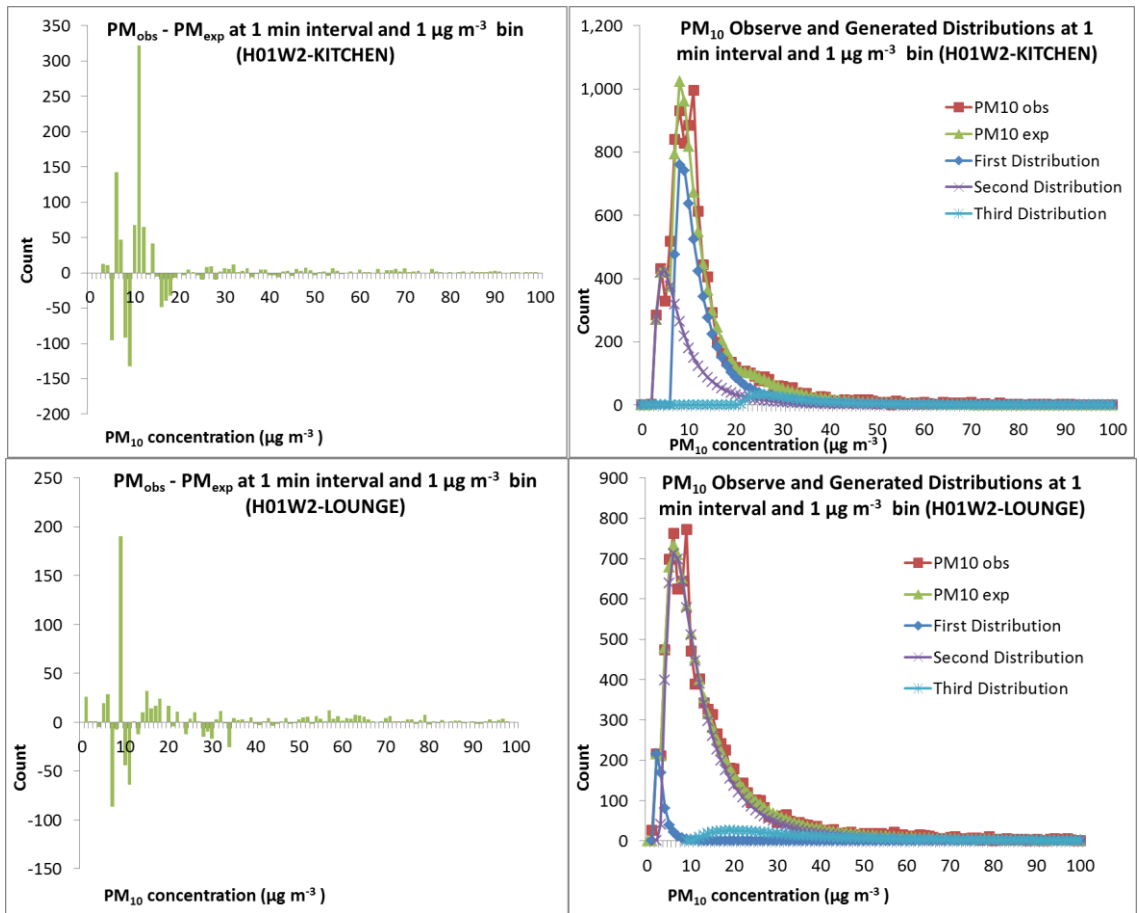 PMobs - PMexp at 1 min interval and 1 µg m⁻³ bin
(H01W2-KITCHEN)
350
300
250
200
150
100
50
0
-50
-100
-150
-200
Count
0 10 20 30 40 50 60 70 80 90 100
PM₁₀ concentration (µg m⁻³ )
PM₁₀ Observe and Generated Distributions at 1
min interval and 1 µg m⁻³ bin (H01W2-KITCHEN)
1,200
1,000
800
600
400
200
0
Count
PM10 obs
PM10 exp
First Distribution
Second Distribution
Third Distribution
0 10 20 30 40 50 60 70 80 90 100
PM₁₀ concentration (µg m⁻³ )
PMobs - PMexp at 1 min interval and 1 µg m⁻³ bin
(H01W2-LOUNGE)
250
200
150
100
50
0
-50
-100
-150
Count
0 10 20 30 40 50 60 70 80 90 100
PM₁₀ concentration (µg m⁻³ )
PM₁₀ Observe and Generated Distributions at 1
min interval and 1 µg m⁻³ bin (H01W2-LOUNGE)
900
800
700
600
500
400
300
200
100
0
Count
PM10 obs
PM10 exp
First Distribution
Second Distribution
Third Distribution
0 10 20 30 40 50 60 70 80 90 100
PM₁₀ concentration (µg m⁻³ )